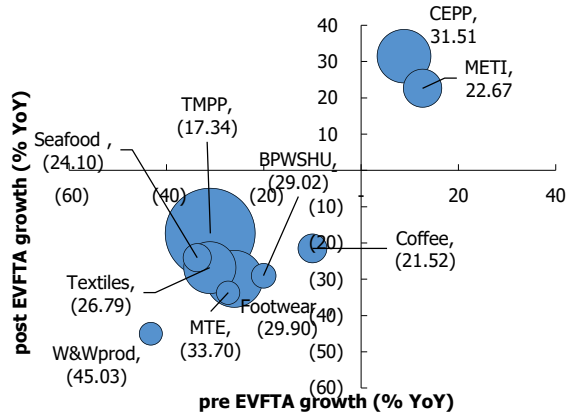 40
CEPP,
31.51
30
METI,
22.67
20
TMPP,
(17.34)
10
Seafood ,
(24.10)
BPWSHU,
(29.02)
(60)
(40)
(20)
20
40
(10)
(20)
Coffee,
(21.52)
Textiles,
(26.79)
(30)
Footwear ,
(29.90)
MTE,
(33.70)
(40)
W&Wprod,
(45.03)
(50)
(60)
post EVFTA growth (% YoY)
pre EVFTA growth (% YoY)